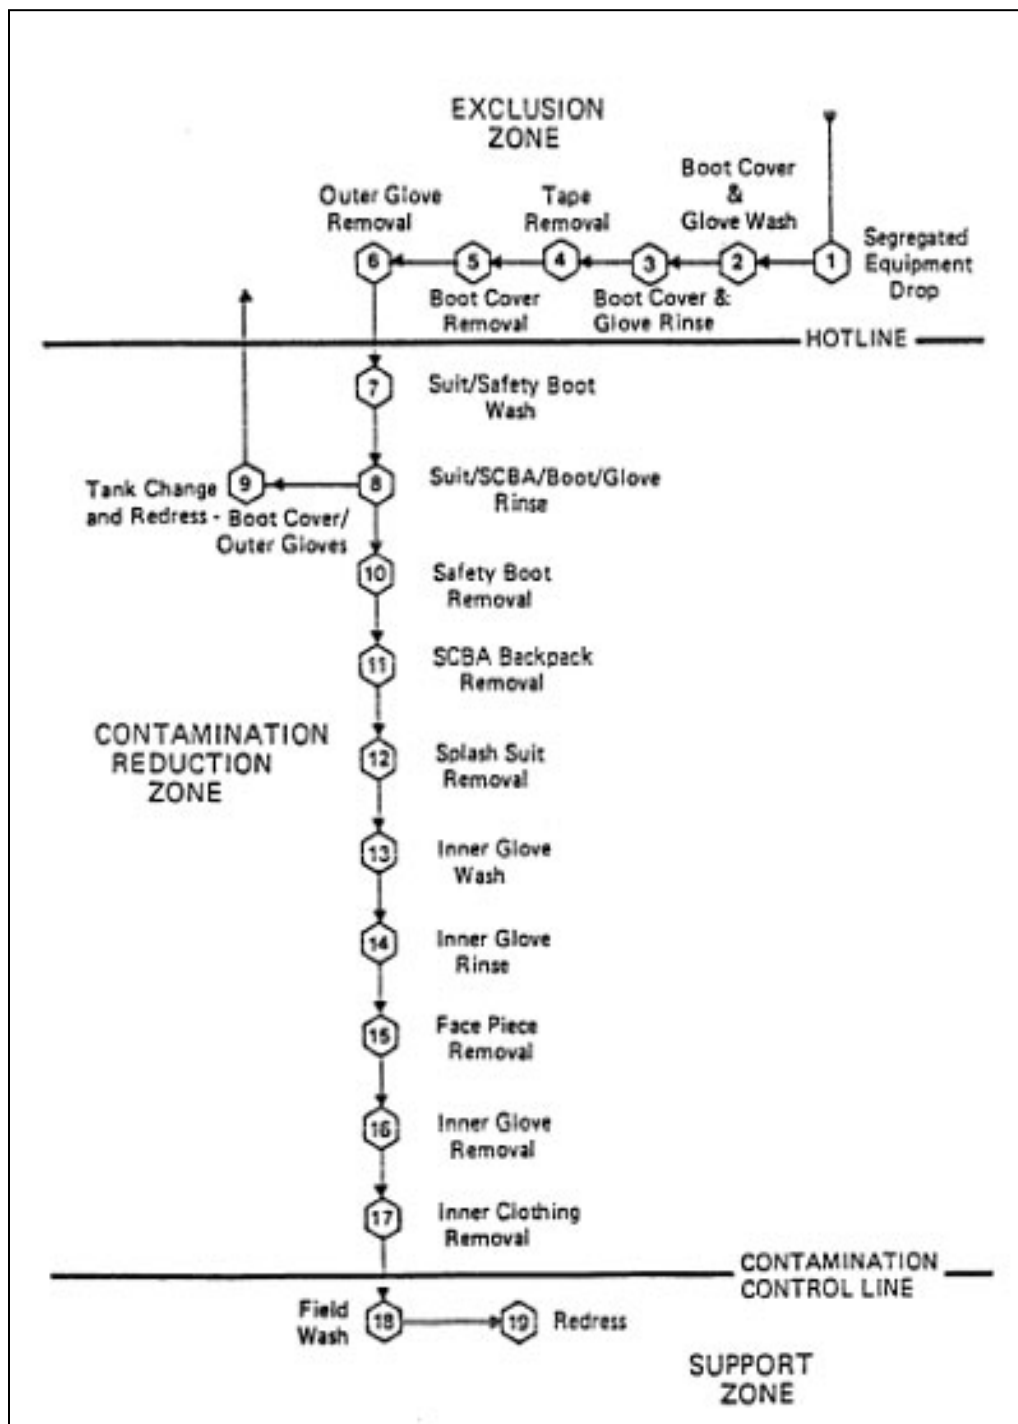 EXCLUSION
ZONE
Boot Cover
&
Glove Wash
Outer Glove
Removal
Tape
Removal
Segregated
Equipment
Drop
6
5
4
3
2
1
Boot Cover
Removal
Boot Cover &
Glove Rinse
HOTLINE
7
Suit/Safety Boot
Wash
Tank Change
and Redress - Boot Cover/
Outer Gloves
9
8
Suit/SCBA/Boot/Glove
Rinse
10
Safety Boot
Removal
11
SCBA Backpack
Removal
CONTAMINATION
REDUCTION
ZONE
12
Splash Suit
Removal
13
Inner Glove
Wash
14
Inner Glove
Rinse
15
Face Piece
Removal
16
Inner Glove
Removal
17
Inner Clothing
Removal
CONTAMINATION
CONTROL LINE
Field
Wash
18
19
Redress
SUPPORT
ZONE